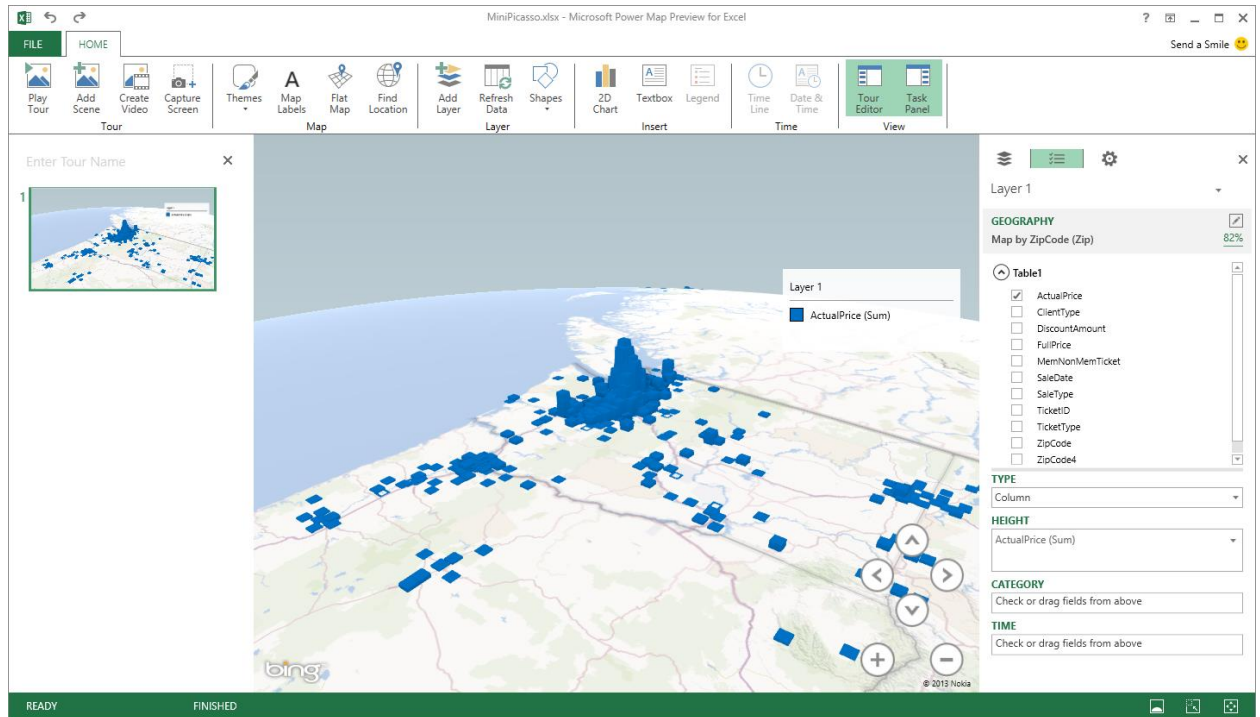 MiniPicasso.xlsx - Microsoft Power Map Preview for Excel
?
FILE HOME
Send a Smile
Play Tour
Add Scene
Create Video
Capture Screen
Themes
Map Labels
Flat Map
Find Location
Add Layer
Refresh Data
Shapes
2D Chart
Textbox
Legend
Time Line
Date & Time
Tour Editor
Task Panel
Tour
Map
Layer
Insert
Time
View
Enter Tour Name
1
Layer 1
ActualPrice (Sum)
bing
© 2013 Nokia
Layer 1
GEOGRAPHY
Map by ZipCode (Zip) 82%
Table1
ActualPrice
ClientType
DiscountAmount
FullPrice
MemNonMemTicket
SaleDate
SaleType
TicketID
TicketType
ZipCode
ZipCode4
TYPE
Column
HEIGHT
ActualPrice (Sum)
CATEGORY
Check or drag fields from above
TIME
Check or drag fields from above
READY FINISHED